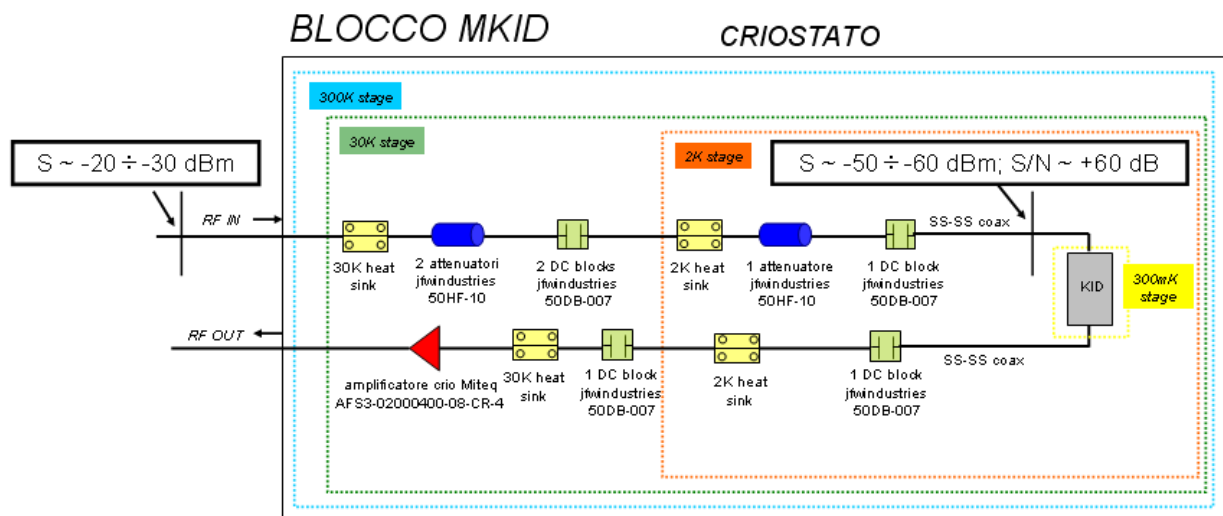 BLOCCO MKID
CRIOSTATO
300K stage
30K stage
2K stage
S ~ -20 ÷ -30 dBm
S ~ -50 ÷ -60 dBm; S/N ~ +60 dB
RF IN
SS-SS coax
30K heat
sink
2 attenuatori
jfwindustries
50HF-10
2 DC blocks
jfwindustries
50DB-007
2K heat
sink
1 attenuatore
jfwindustries
50HF-10
1 DC block
jfwindustries
50DB-007
KID
300mK
stage
RF OUT
amplificatore crio Miteq
AFS3-02000400-08-CR-4
30K heat
sink
1 DC block
jfwindustries
50DB-007
2K heat
sink
1 DC block
jfwindustries
50DB-007
SS-SS coax